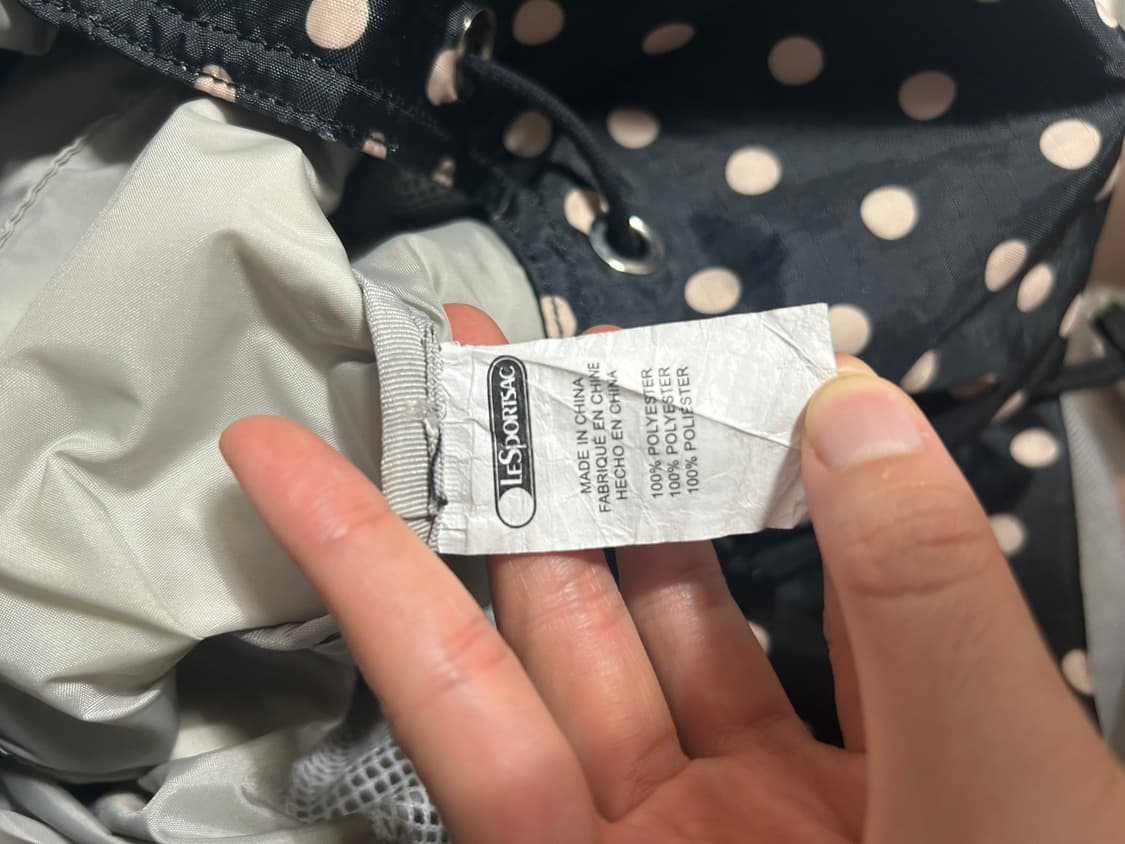 LESPORTSAC
MADE IN CHINA
FABRIQUÉ EN CHINE
HECHO EN CHINA
100% POLYESTER
100% POLYESTER
100% POLIÉSTER